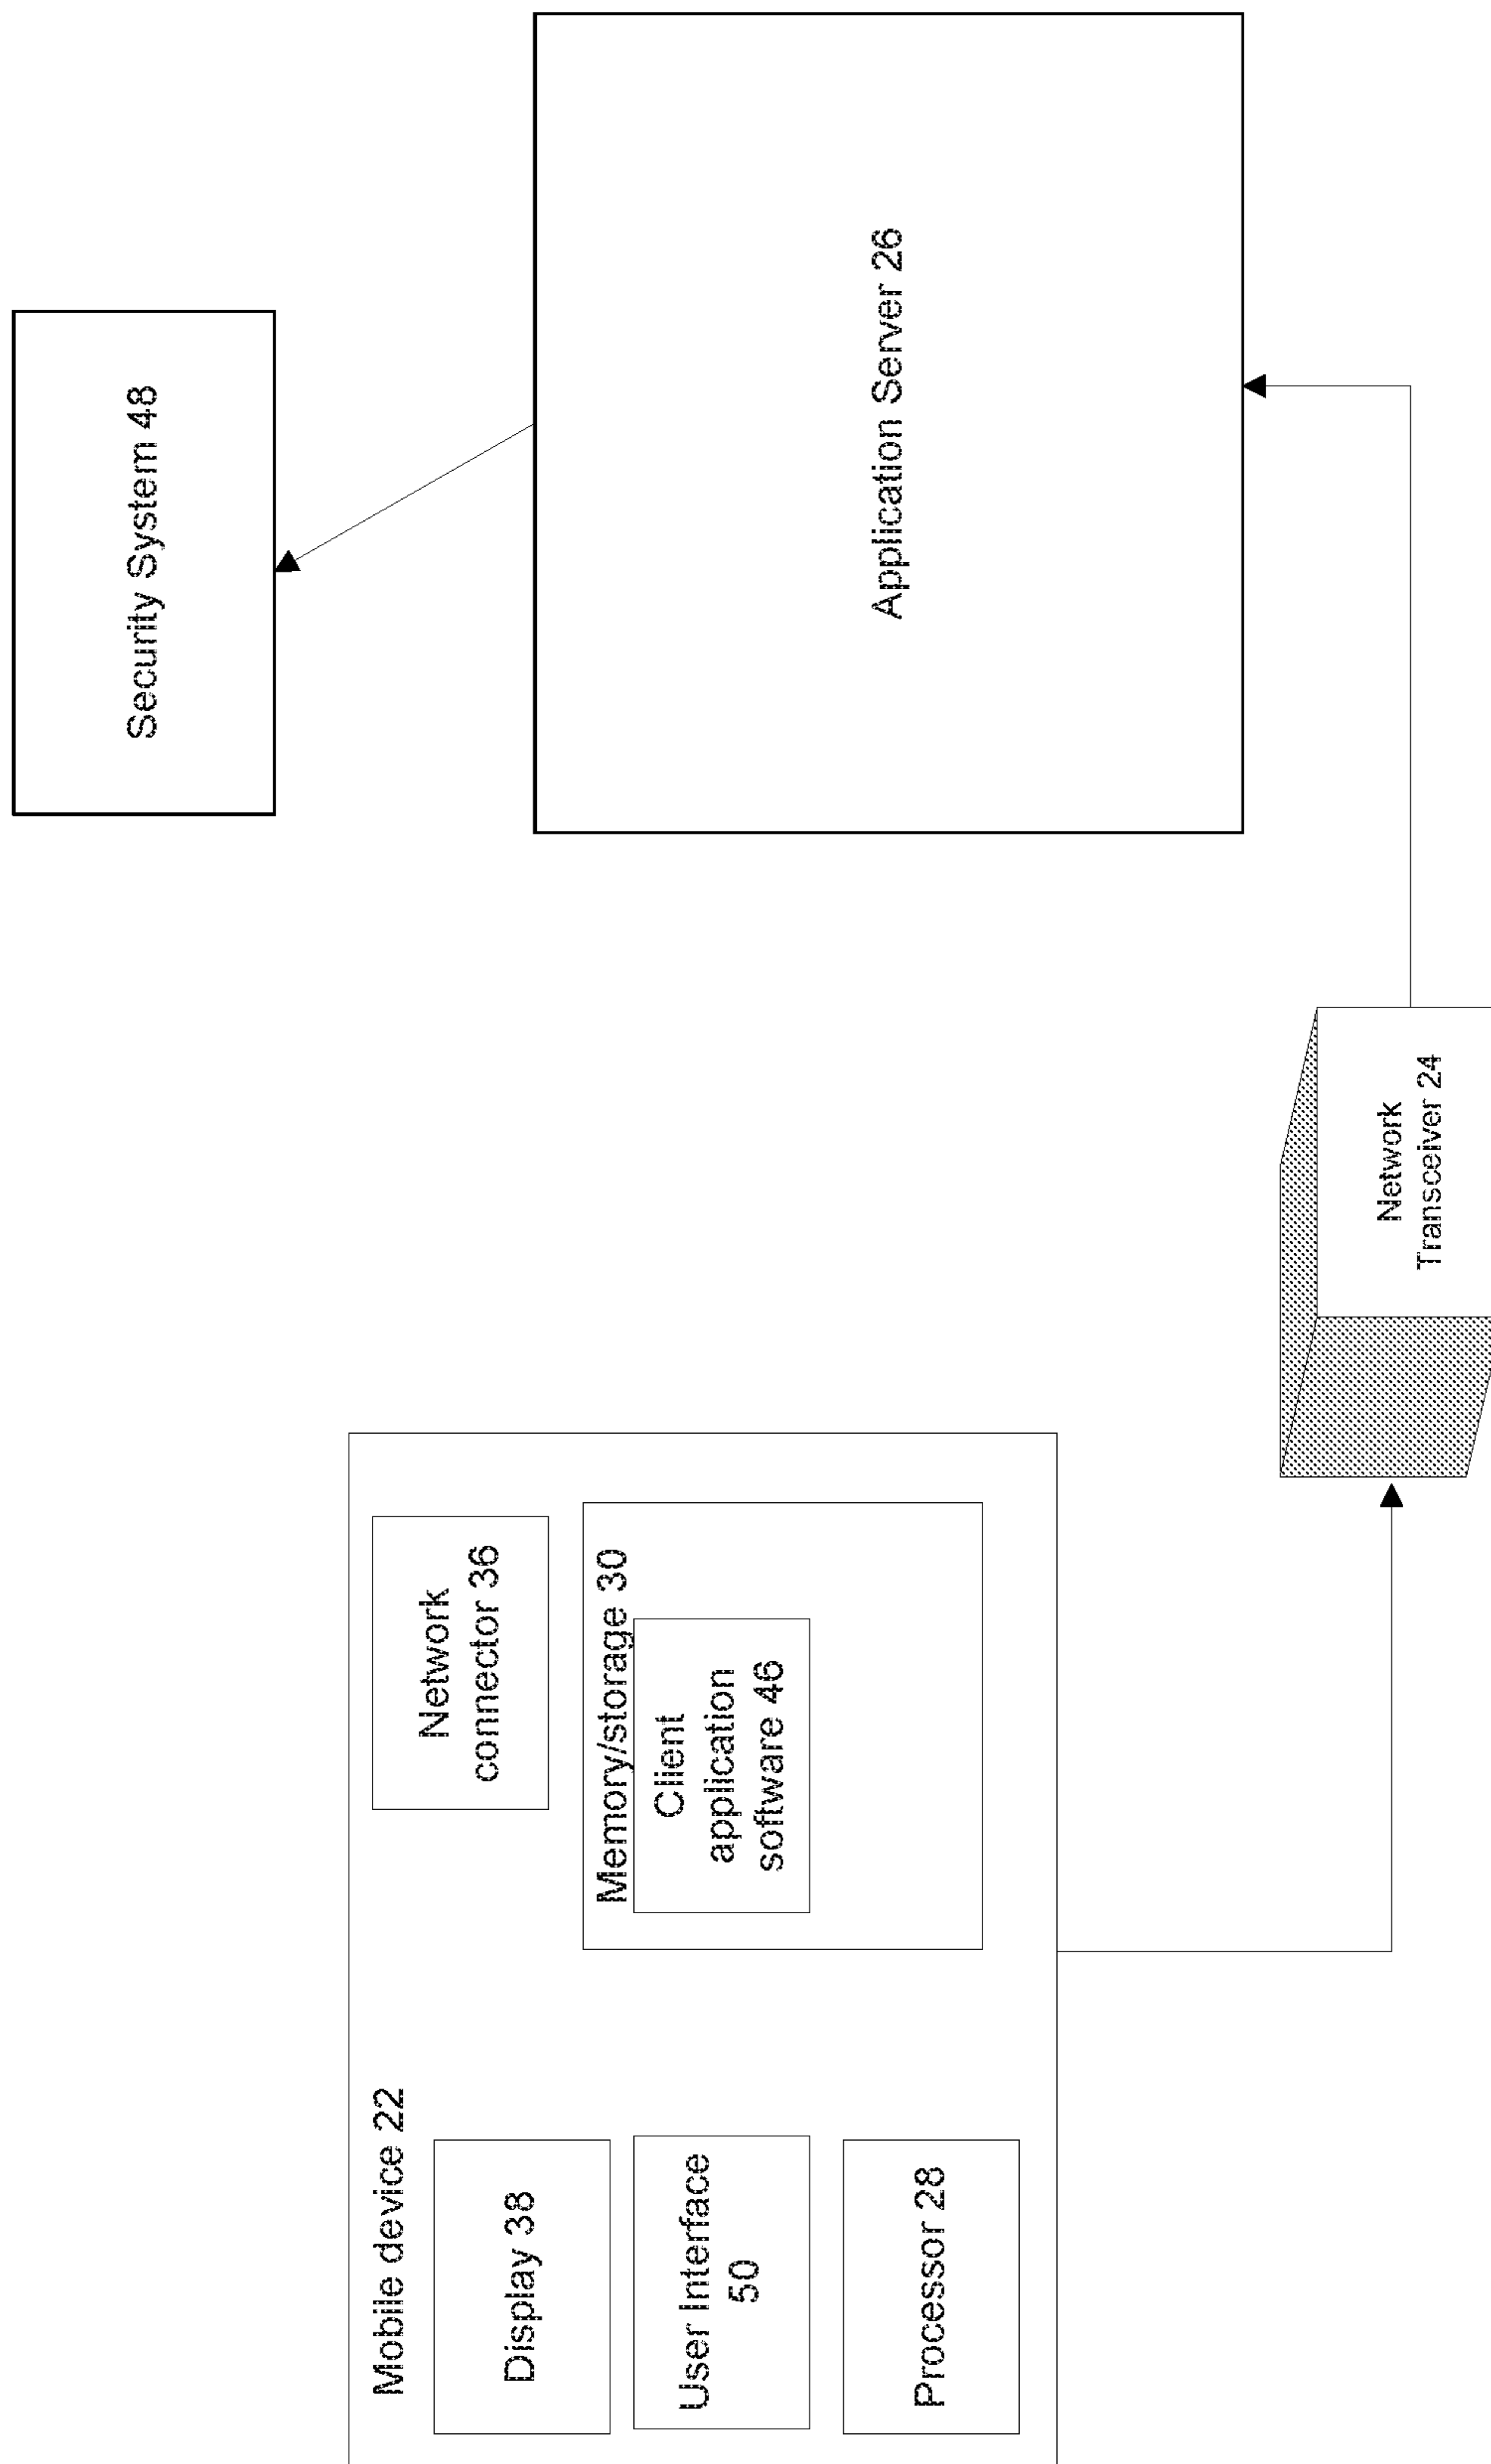 Mobile device 22
Display 38
User Interface
50
Processor 28
Network
connector 36
Memory/storage 30
Client
application
software 46
Network
Transceiver 24
Security System 48
Application Server 26